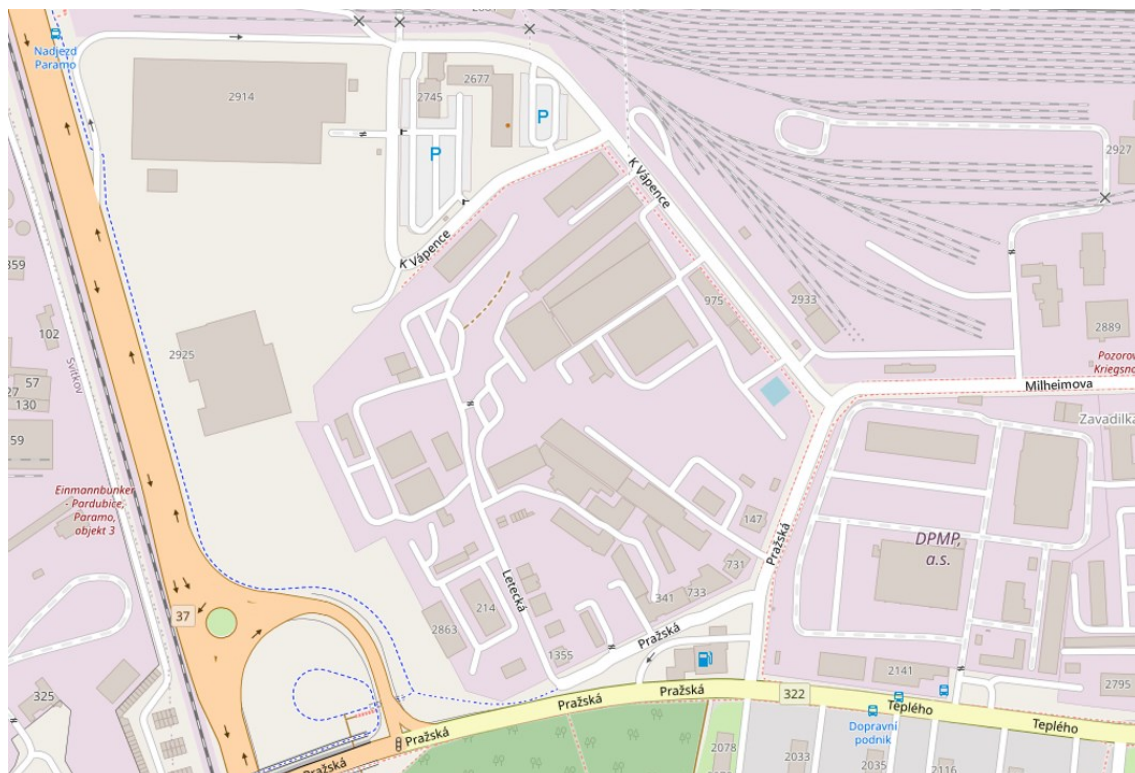 2667
Nadjezd
Paramo
2914
2745
2677
P
P
2927
K Vápence
K Vápence
359
975
2933
102
2889
2925
Svítkov
57
27
130
Pozorov
Kriegsno
Milheimova
59
Zavadilka
Einmannbunker
- Pardubice,
Paramo,
objekt 3
147
Pražská
DPMP,
a.s.
Letecká
731
37
214
341
733
2863
Pražská
1355
2141
325
2795
Pražská
Pražská
322
Teplého
Teplého
Dopravní
podnik
Pražská
Pražská
2078
2033
2035
2116